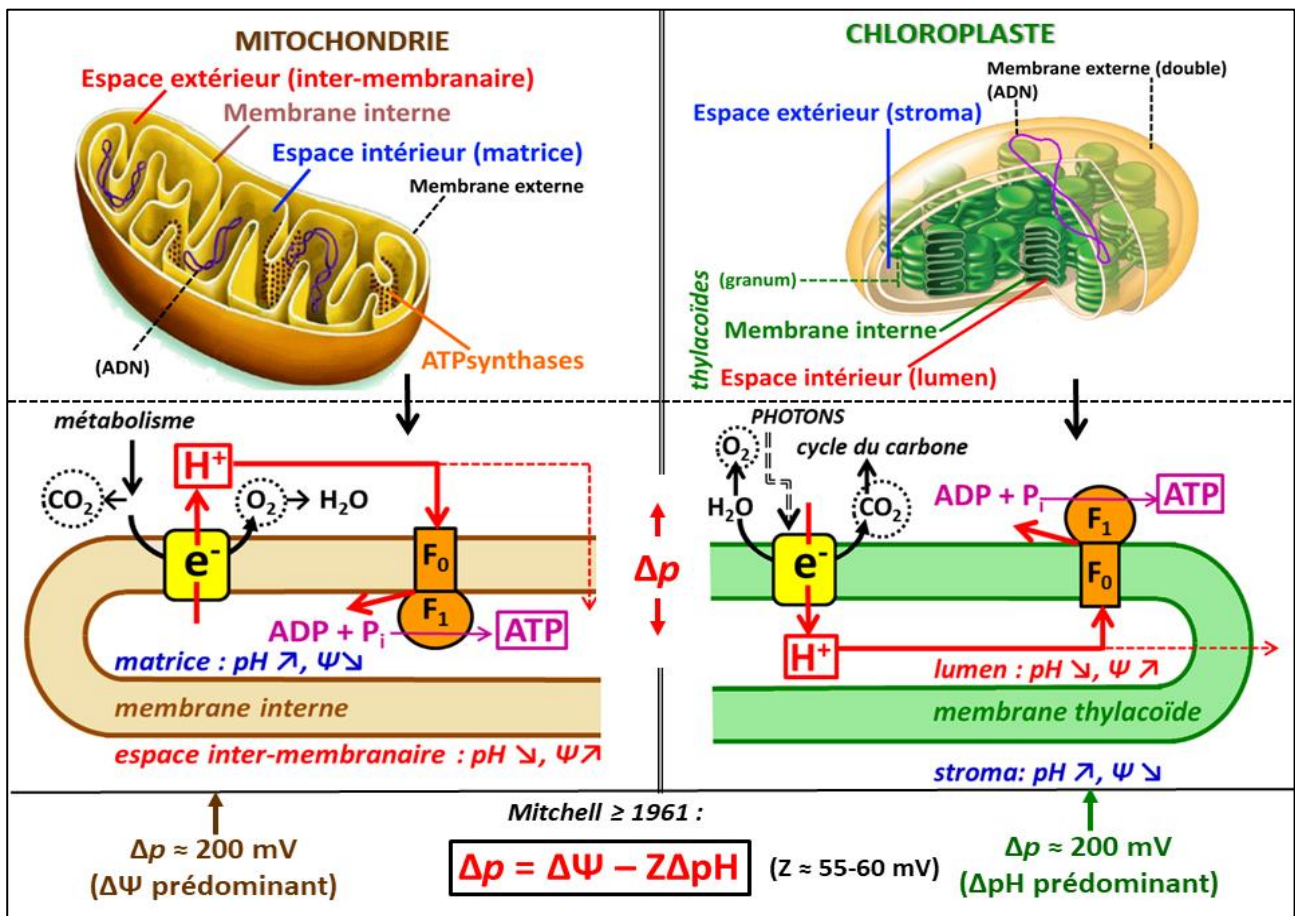 MITOCHONDRIE
Espace extérieur (inter-membranaire)
Membrane interne
Espace intérieur (matrice)
Membrane externe
(ADN)
ATPsynthases
CHLOROPLASTE
Membrane externe (double)
(ADN)
Espace extérieur (stroma)
(granum)
Membrane interne
thylacoïdes
Espace intérieur (lumen)
métabolisme
H+
CO2
O2
H2O
e-
F0
F1
ADP + Pi
ATP
matrice : pH ↗, Ψ↘
membrane interne
espace inter-membranaire : pH ↘, Ψ↗
Δp
PHOTONS
O2
cycle du carbone
H2O
CO2
ADP + Pi
ATP
F1
e-
F0
H+
lumen : pH ↘, Ψ ↗
membrane thylacoïde
stroma: pH ↗, Ψ ↘
Mitchell ≥ 1961 :
Δp ≈ 200 mV
(ΔΨ prédominant)
Δp = ΔΨ – ZΔpH
(Z ≈ 55-60 mV)
Δp ≈ 200 mV
(ΔpH prédominant)